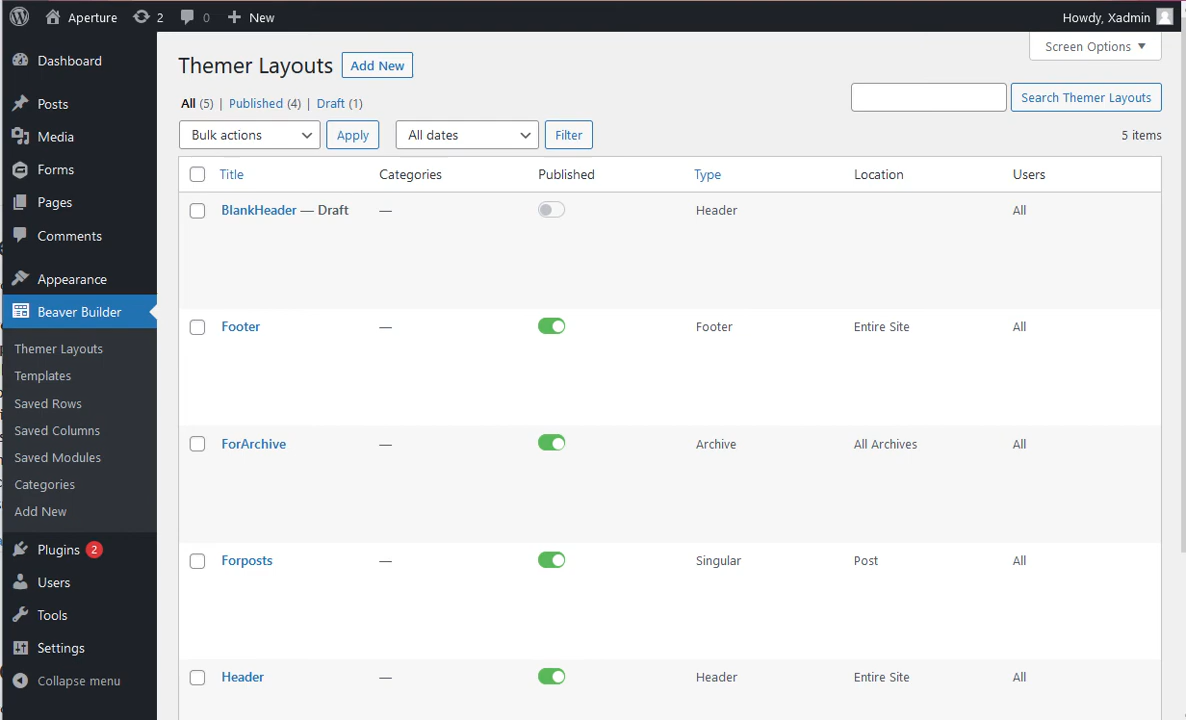 Aperture 2 0 New Howdy, Xadmin
Dashboard
Posts
Media
Forms
Pages
Comments
Appearance
Beaver Builder
Themer Layouts
Templates
Saved Rows
Saved Columns
Saved Modules
Categories
Add New
Plugins 2
Users
Tools
Settings
Collapse menu
Screen Options
Themer Layouts Add New
All (5) | Published (4) | Draft (1)
Search Themer Layouts
Bulk actions Apply All dates Filter 5 items
Title Categories Published Type Location Users
BlankHeader — Draft — Header All
Footer — Footer Entire Site All
ForArchive — Archive All Archives All
Forposts — Singular Post All
Header — Header Entire Site All